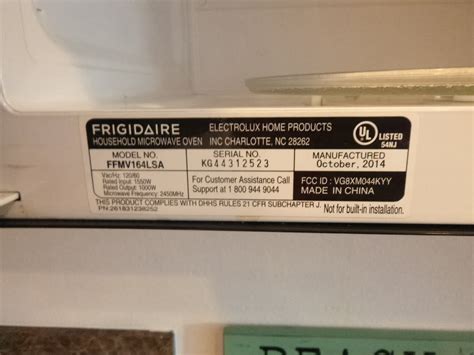 FRIGIDAIRE
HOUSEHOLD MICROWAVE OVEN
ELECTROLUX HOME PRODUCTS
INC CHARLOTTE, NC 28262
UL
LISTED
54NJ
MODEL NO.
FFMV164LSA
SERIAL NO.
KG44312523
MANUFACTURED
October, 2014
Vac/Hz: 120/60
Rated Input: 1550W
Rated Output: 1000W
Microwave Frequency: 2450MHz
For Customer Assistance Call
Support at 1 800 944 9044
FCC ID : VG8XM044KYY
MADE IN CHINA
THIS PRODUCT COMPLIES WITH DHHS RULES 21 CFR SUBCHAPTER J.
Not for built-in installation.